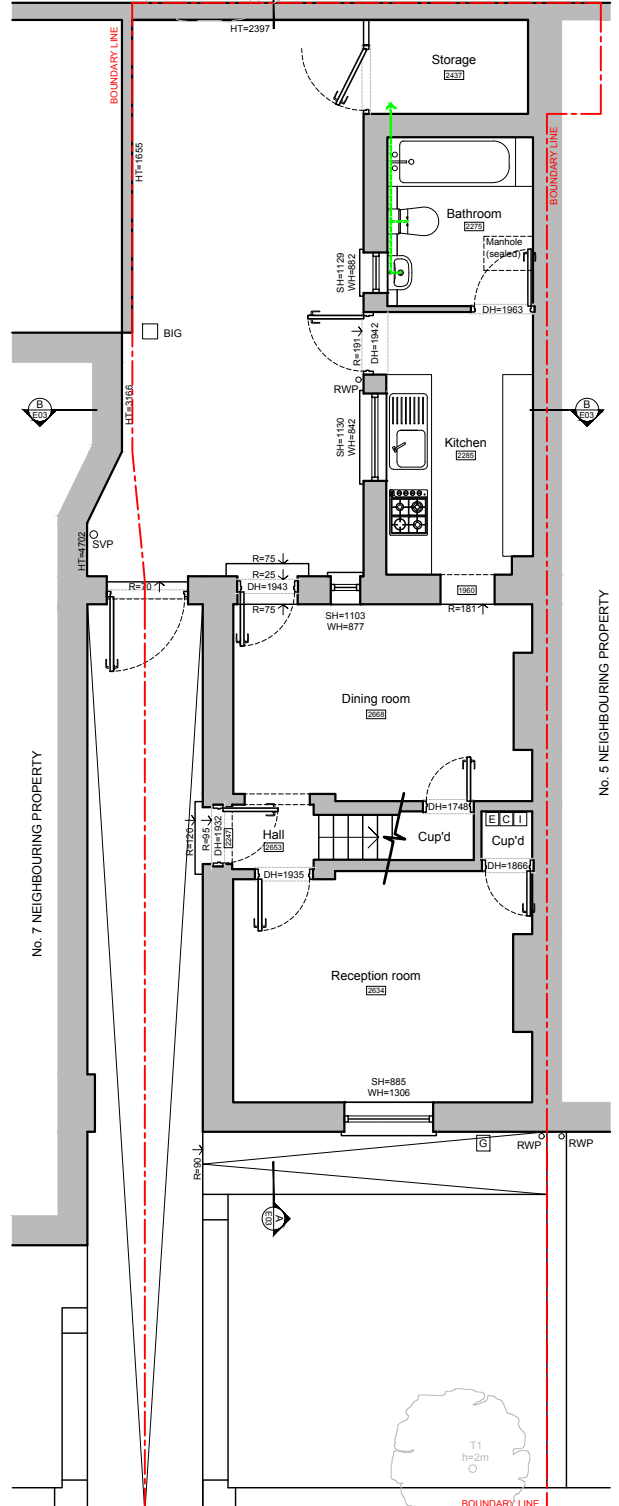 HT=2397
BOUNDARY LINE
Storage
2437
HT=1655
BOUNDARY LINE
Bathroom
2275
Manhole
(sealed)
SH=1129
WH=882
DH=1963
BIG
R=191
DH=1942
RWP
B
E03
HT=3166
B
E03
SH=1130
WH=842
Kitchen
2285
SVP
HT=4702
R=75
R=25
DH=1943
R=70
1960
R=75
SH=1103
WH=877
R=181
No. 5 NEIGHBOURING PROPERTY
Dining room
2668
No. 7 NEIGHBOURING PROPERTY
DH=1748
R=120
R=95
DH=1932
2247
Hall
2653
Cup'd
E C I
Cup'd
DH=1935
DH=1866
Reception room
2634
SH=885
WH=1306
G
RWP
RWP
R=90
A
E03
T1
h=2m
BOUNDARY LINE